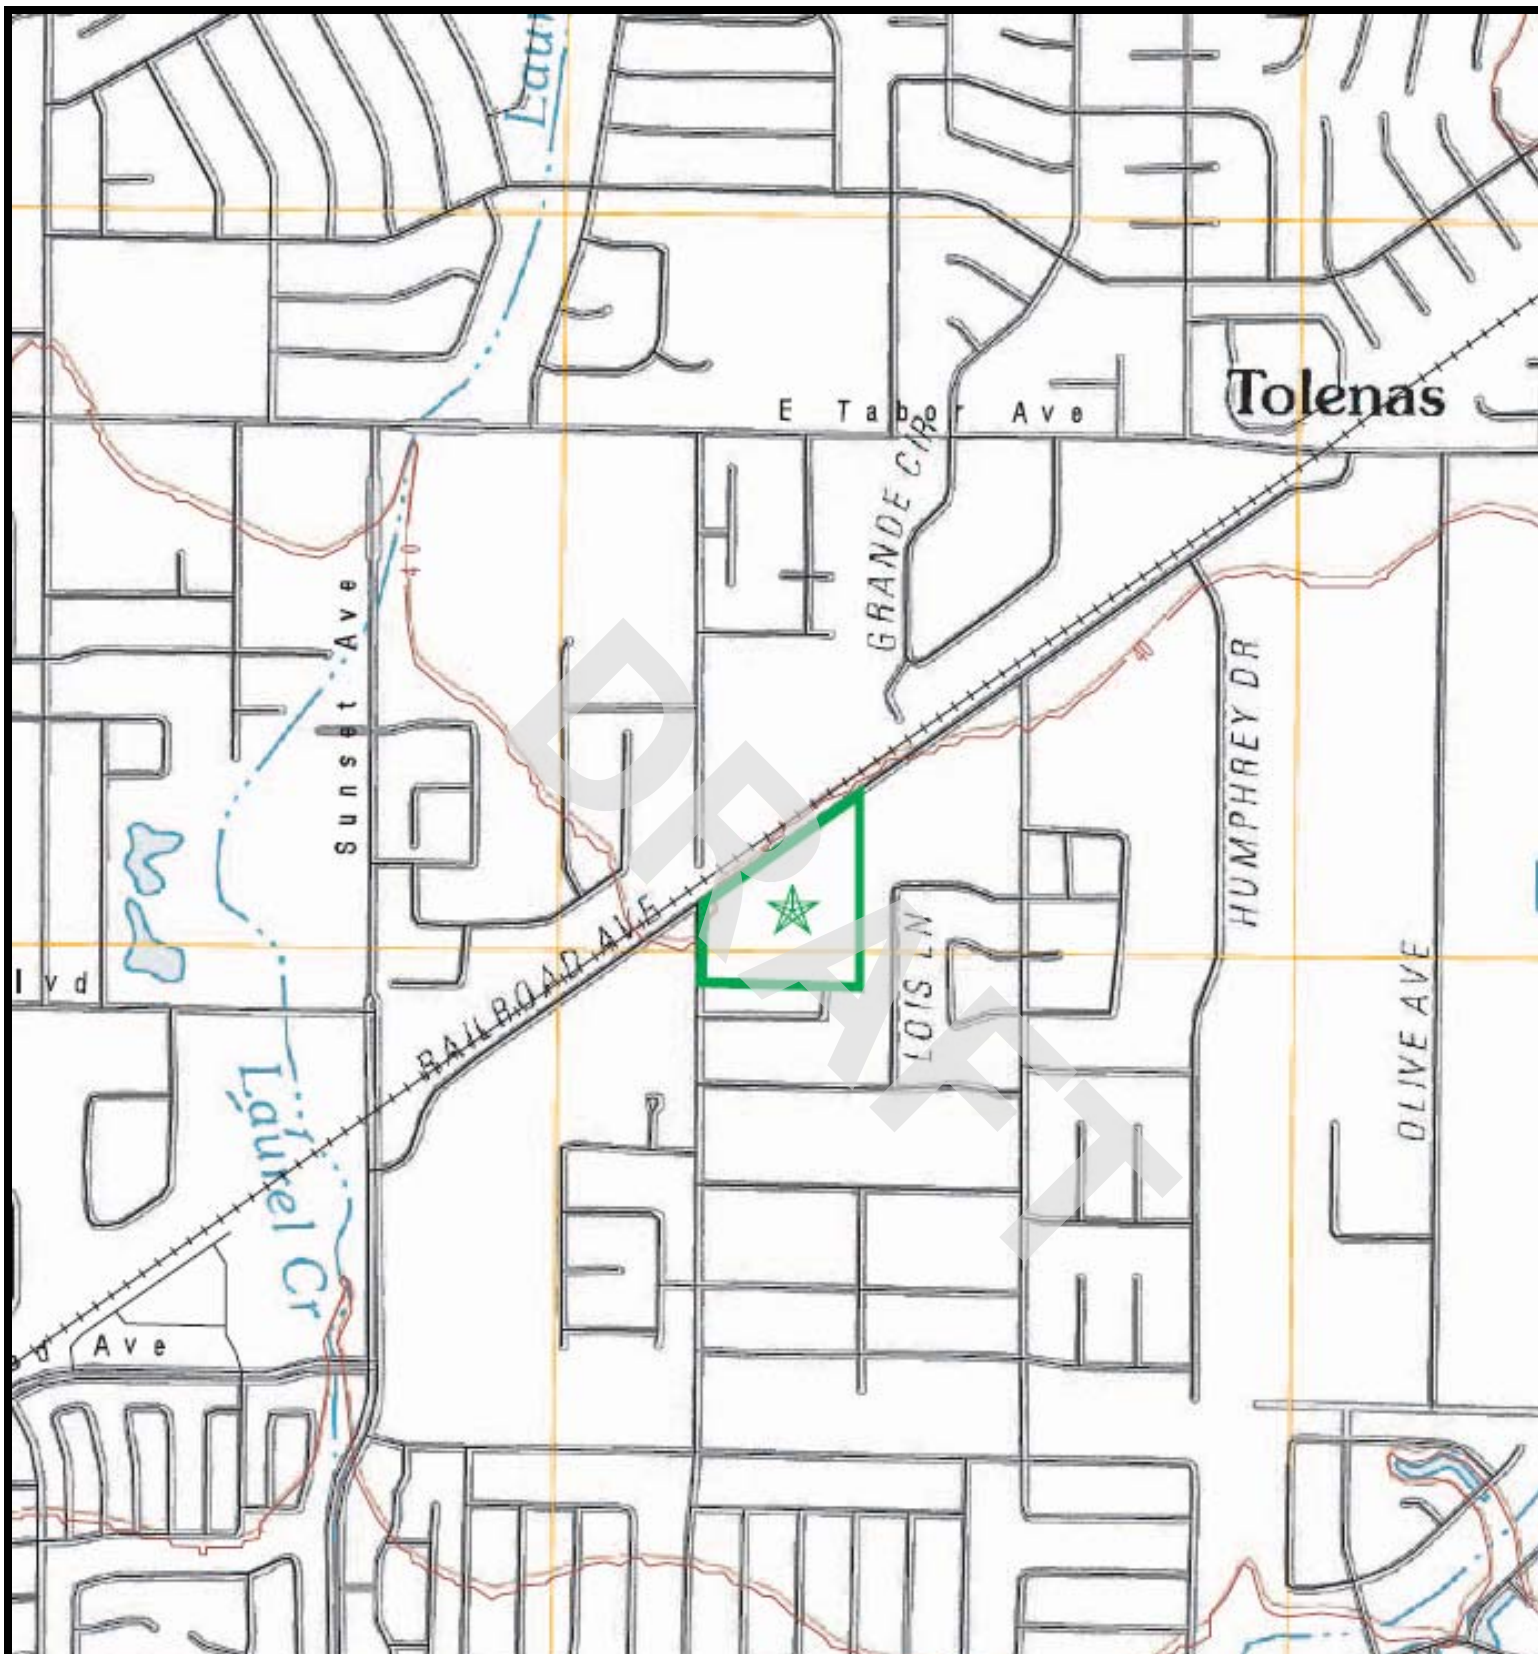 Laur
E Tabor Ave
Tolenas
GRANDE CIR
40
Sunset Ave
40
HUMPHREY DR
DRAFT
RAILROAD AVE
LOIS LN
lvd
OLIVE AVE
Laurel Cr
Ave